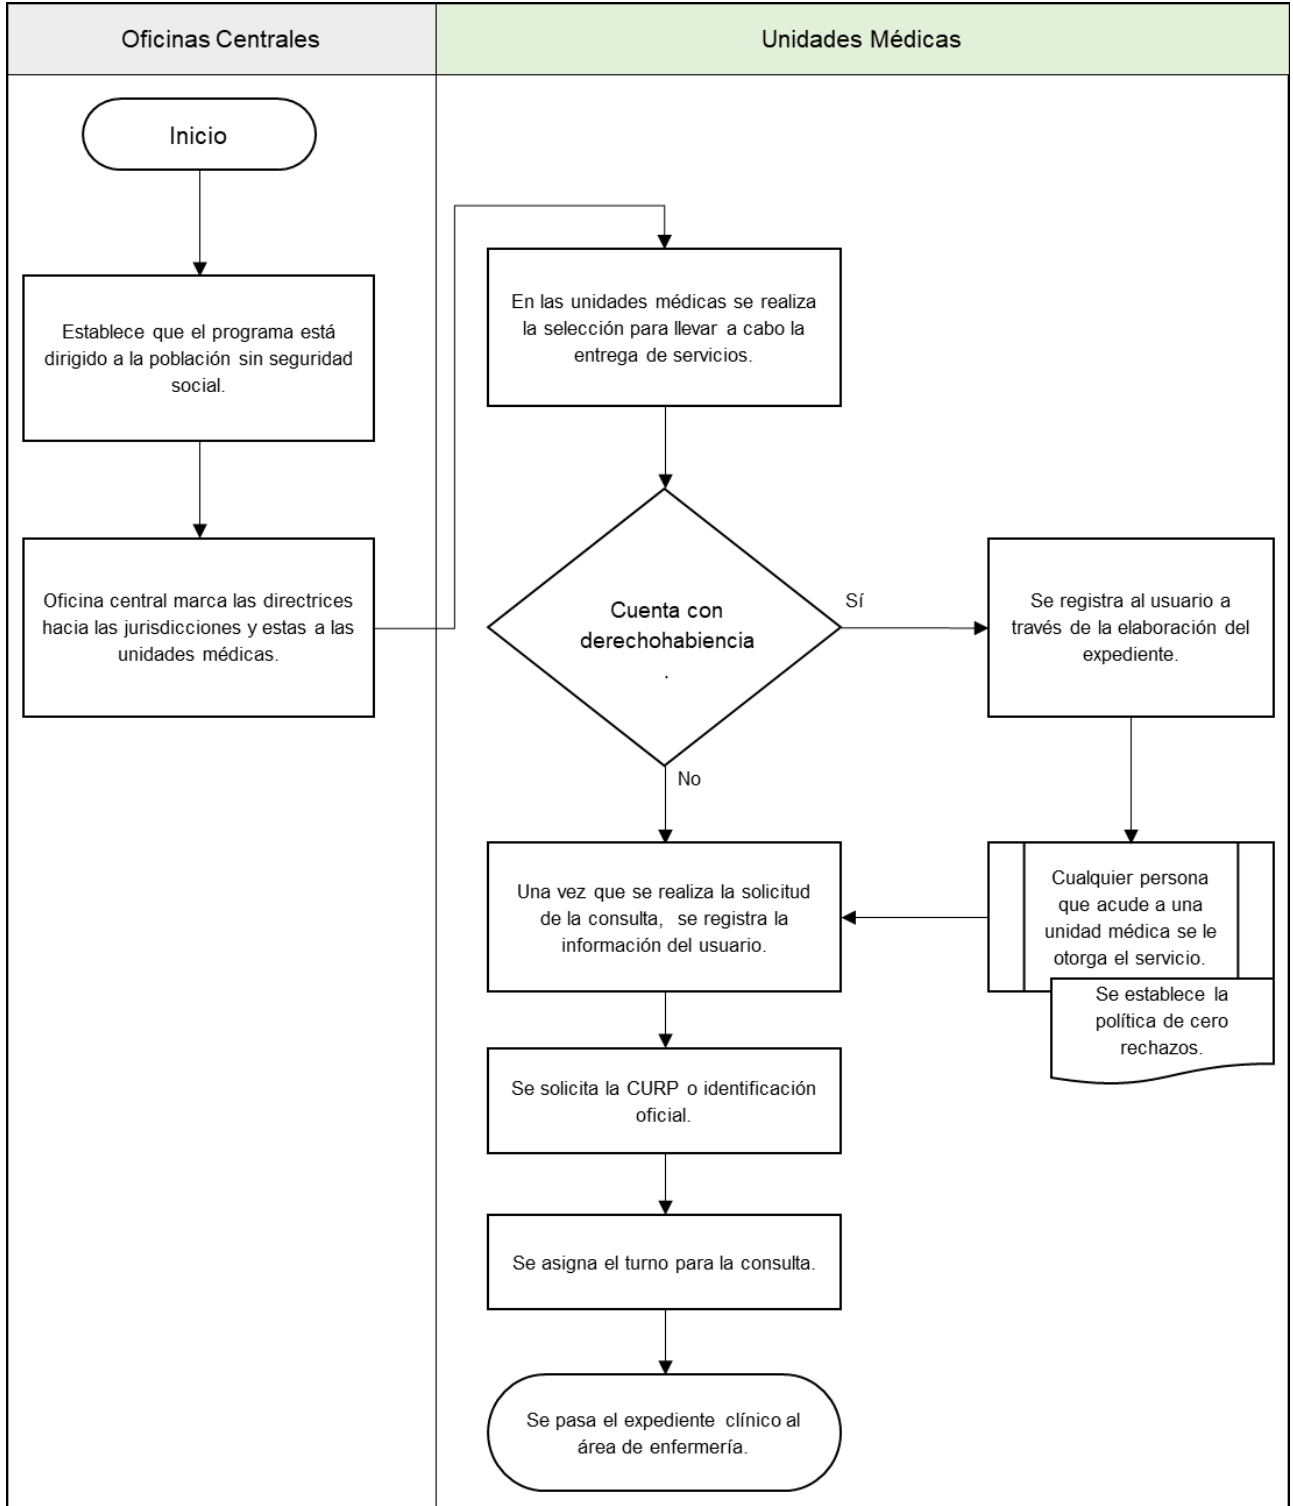 Oficinas Centrales
Unidades Médicas
Inicio
Establece que el programa está
dirigido a la población sin seguridad
social.
Oficina central marca las directrices
hacia las jurisdicciones y estas a las
unidades médicas.
En las unidades médicas se realiza
la selección para llevar a cabo la
entrega de servicios.
Cuenta con
derechohabiencia
.
Sí
Se registra al usuario a
través de la elaboración del
expediente.
No
Cualquier persona
que acude a una
unidad médica se le
otorga el servicio.
Se establece la
política de cero
rechazos.
Una vez que se realiza la solicitud
de la consulta, se registra la
información del usuario.
Se solicita la CURP o identificación
oficial.
Se asigna el turno para la consulta.
Se pasa el expediente clínico al
área de enfermería.